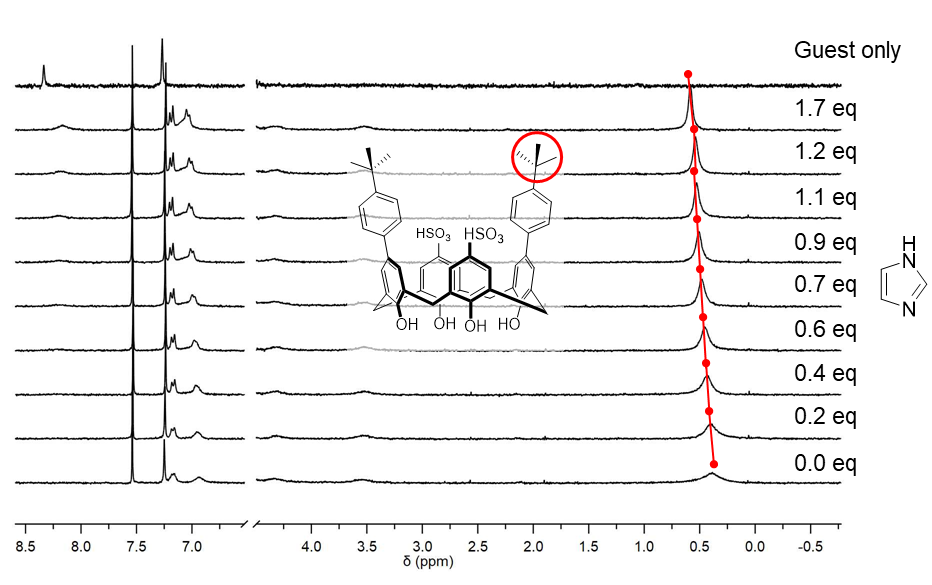 Guest only
1.7 eq
1.2 eq
1.1 eq
0.9 eq
0.7 eq
0.6 eq
0.4 eq
0.2 eq
0.0 eq
HSO₃ HSO₃
OH OH OH HO
H
N
N
8.5 8.0 7.5 7.0 4.0 3.5 3.0 2.5 2.0 1.5 1.0 0.5 0.0 -0.5
δ (ppm)